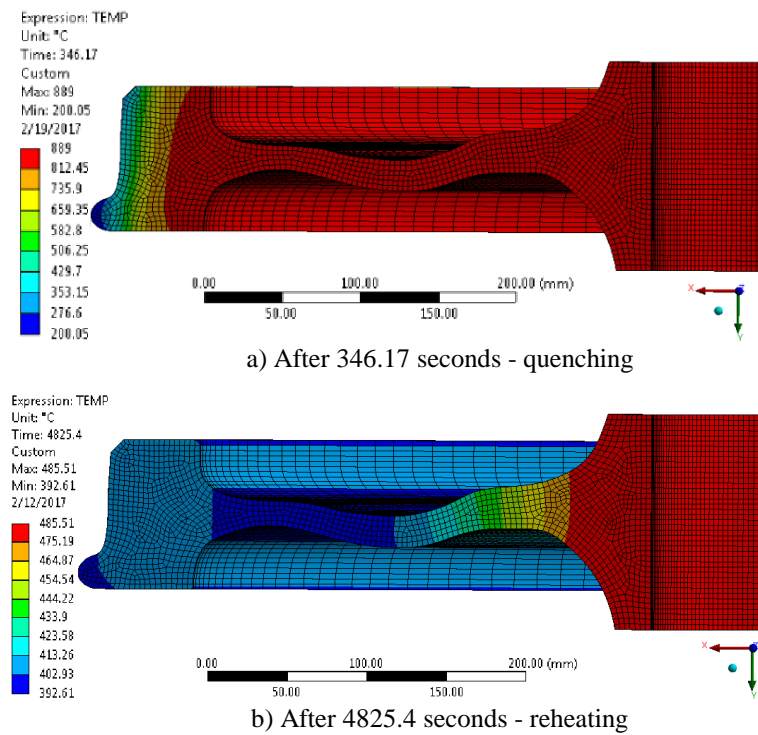 Expression: TEMP
Unit: °C
Time: 346.17
Custom
Max: 889
Min: 200.05
2/19/2017
889
812.45
735.9
659.35
582.8
506.25
429.7
353.15
276.6
200.05
0.00 100.00 200.00 (mm)
50.00 150.00
X
Z
Y
a) After 346.17 seconds - quenching
Expression: TEMP
Unit: °C
Time: 4825.4
Custom
Max: 485.51
Min: 392.61
2/12/2017
485.51
475.19
464.87
454.54
444.22
433.9
423.58
413.26
402.93
392.61
0.00 100.00 200.00 (mm)
50.00 150.00
X
Z
Y
b) After 4825.4 seconds - reheating